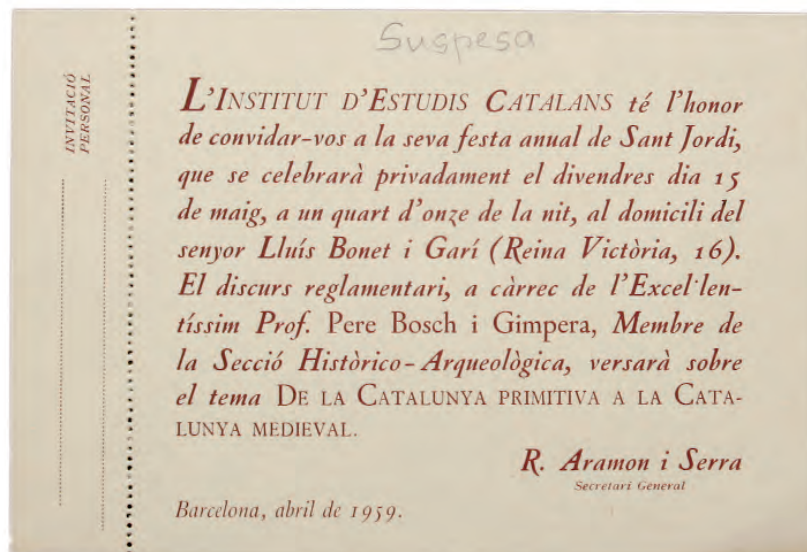 Suspesa
INVITACIÓ
PERSONAL
L'INSTITUT D'ESTUDIS CATALANS té l'honor
de convidar-vos a la seva festa anual de Sant Jordi,
que se celebrarà privadament el divendres dia 15
de maig, a un quart d'onze de la nit, al domicili del
senyor Lluís Bonet i Garí (Reina Victòria, 16).
El discurs reglamentari, a càrrec de l'Excel·len-
tíssim Prof. Pere Bosch i Gimpera, Membre de
la Secció Històrico-Arqueològica, versarà sobre
el tema DE LA CATALUNYA PRIMITIVA A LA CATA-
LUNYA MEDIEVAL.
R. Aramon i Serra
Secretari General
Barcelona, abril de 1959.